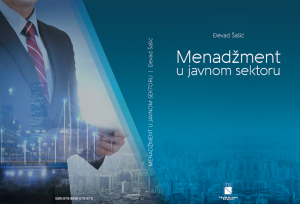 Dževad Šašić
Menadžment
u javnom sektoru
MENADŽMENT U JAVNOM SEKTORU | Dževad Šašić